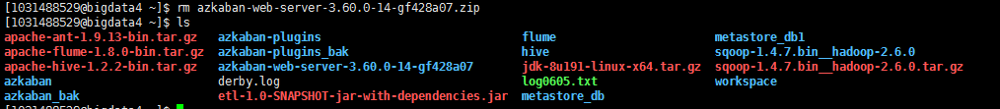 [1031488529@bigdata4 ~]$ rm azkaban-web-server-3.60.0-14-gf428a07.zip
[1031488529@bigdata4 ~]$ ls
apache-ant-1.9.13-bin.tar.gz azkaban-plugins flume metastore_db1
apache-flume-1.8.0-bin.tar.gz azkaban-plugins_bak hive sqoop-1.4.7.bin__hadoop-2.6.0
apache-hive-1.2.2-bin.tar.gz azkaban-web-server-3.60.0-14-gf428a07 jdk-8u191-linux-x64.tar.gz sqoop-1.4.7.bin__hadoop-2.6.0.tar.gz
azkaban derby.log log0605.txt workspace
azkaban_bak etl-1.0-SNAPSHOT-jar-with-dependencies.jar metastore_db
[1031488529@bigdata4 ~]$